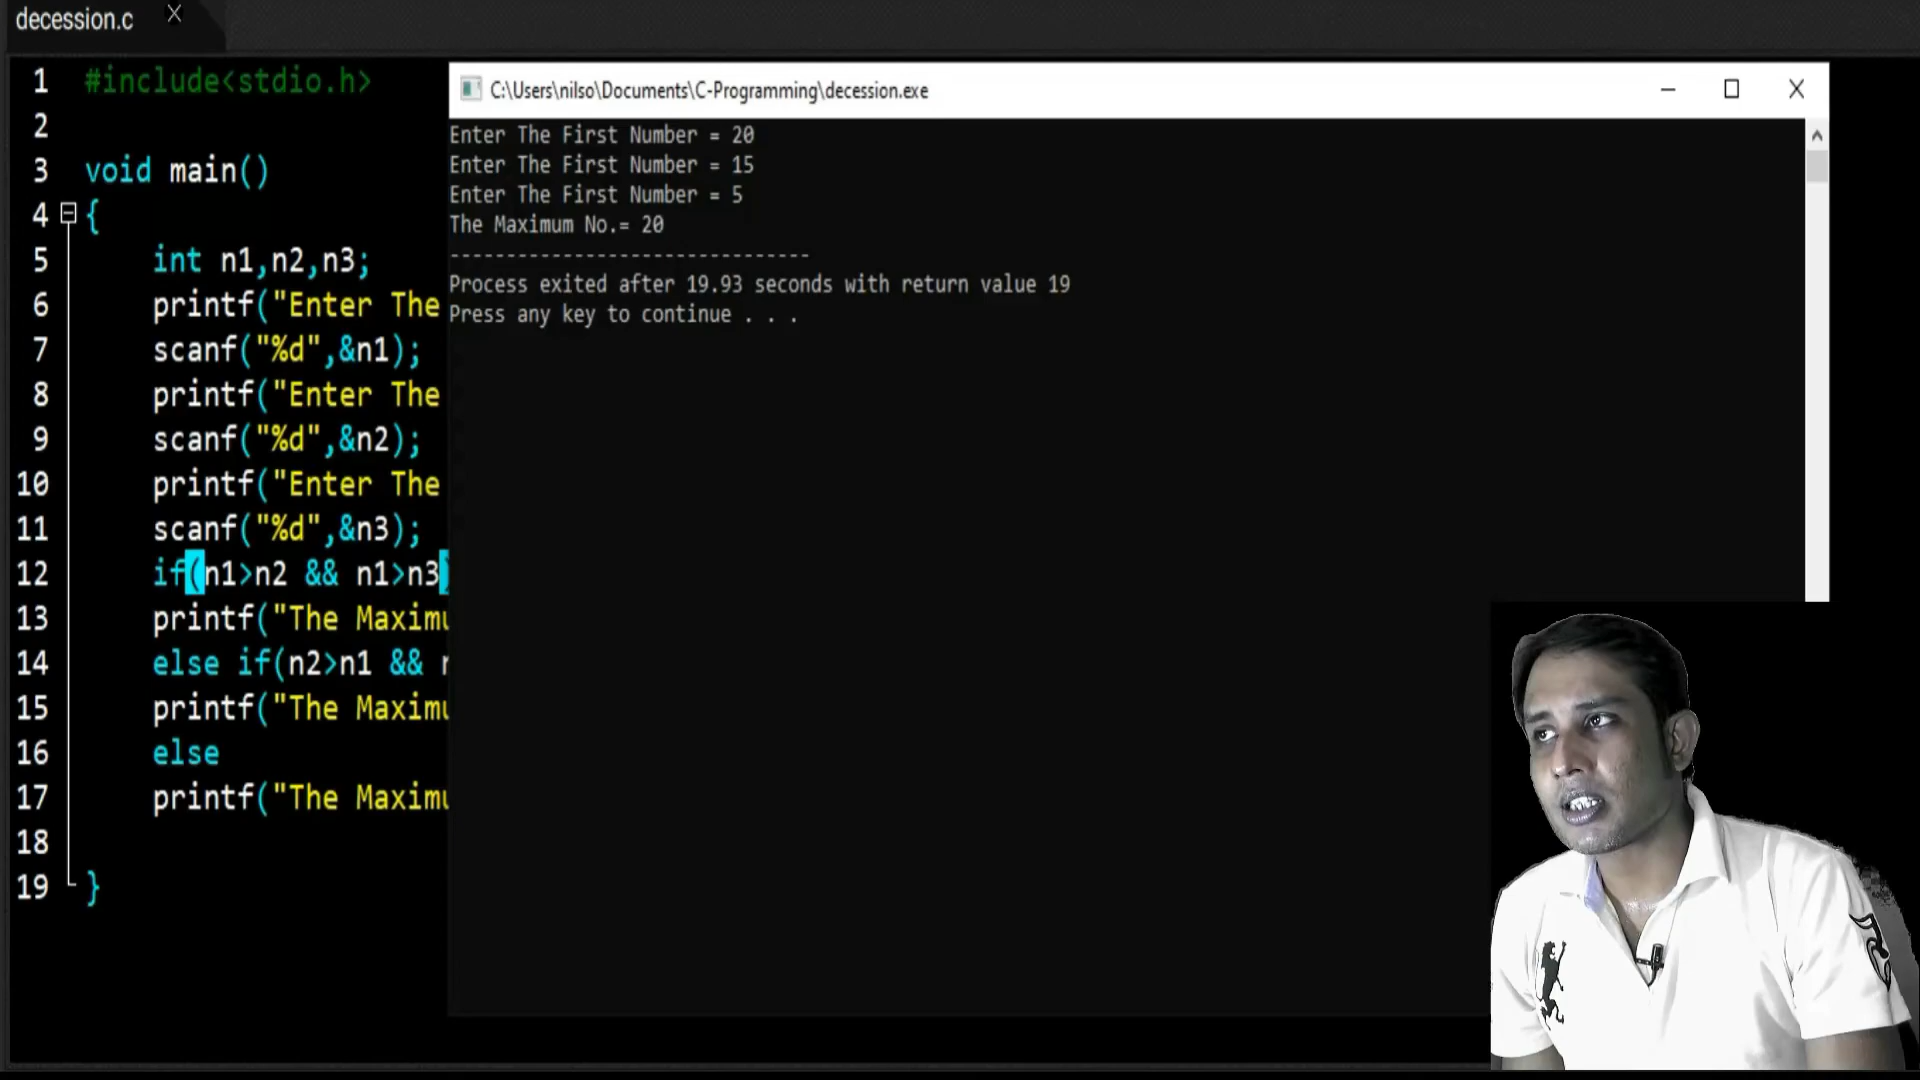 decession.c
1 #include<stdio.h>
2
3 void main()
4 {
5 int n1,n2,n3;
6 printf("Enter The
7 scanf("%d",&n1);
8 printf("Enter The
9 scanf("%d",&n2);
10 printf("Enter The
11 scanf("%d",&n3);
12 if(n1>n2 && n1>n3)
13 printf("The Maximu
14 else if(n2>n1 &&
15 printf("The Maximu
16 else
17 printf("The Maximu
18
19 }
C:\Users\nilso\Documents\C-Programming\decession.exe
Enter The First Number = 20
Enter The First Number = 15
Enter The First Number = 5
The Maximum No.= 20
--------------------------------
Process exited after 19.93 seconds with return value 19
Press any key to continue . . .